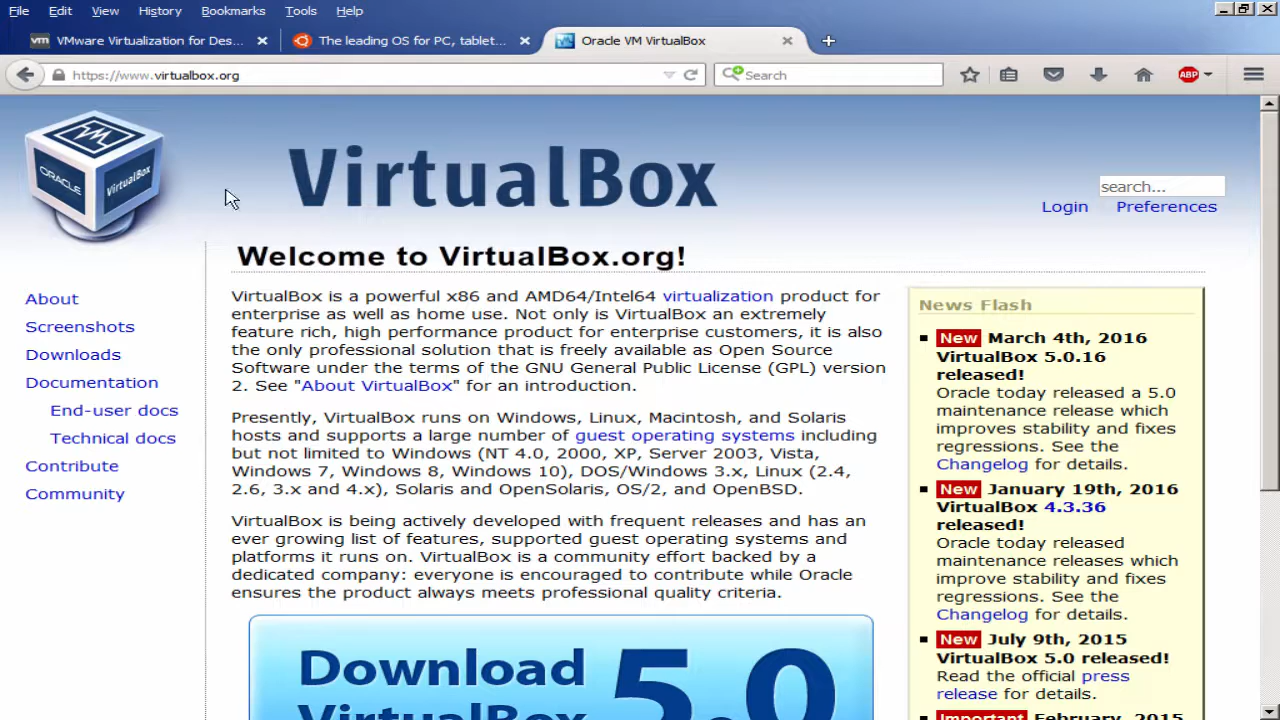 File Edit View History Bookmarks Tools Help
vm VMware Virtualization for Des... The leading OS for PC, tablet... Oracle VM VirtualBox
https://www.virtualbox.org Search ABP
ORACLE VirtualBox
VirtualBox
search...
Login Preferences
Welcome to VirtualBox.org!
About
Screenshots
Downloads
Documentation
End-user docs
Technical docs
Contribute
Community
VirtualBox is a powerful x86 and AMD64/Intel64 virtualization product for
enterprise as well as home use. Not only is VirtualBox an extremely
feature rich, high performance product for enterprise customers, it is also
the only professional solution that is freely available as Open Source
Software under the terms of the GNU General Public License (GPL) version
2. See "About VirtualBox" for an introduction.
Presently, VirtualBox runs on Windows, Linux, Macintosh, and Solaris
hosts and supports a large number of guest operating systems including
but not limited to Windows (NT 4.0, 2000, XP, Server 2003, Vista,
Windows 7, Windows 8, Windows 10), DOS/Windows 3.x, Linux (2.4,
2.6, 3.x and 4.x), Solaris and OpenSolaris, OS/2, and OpenBSD.
VirtualBox is being actively developed with frequent releases and has an
ever growing list of features, supported guest operating systems and
platforms it runs on. VirtualBox is a community effort backed by a
dedicated company: everyone is encouraged to contribute while Oracle
ensures the product always meets professional quality criteria.
Download
VirtualBox 5.0
News Flash
New March 4th, 2016
VirtualBox 5.0.16
released!
Oracle today released a 5.0
maintenance release which
improves stability and fixes
regressions. See the
Changelog for details.
New January 19th, 2016
VirtualBox 4.3.36
released!
Oracle today released
maintenance releases which
improve stability and fixes
regressions. See the
Changelog for details.
New July 9th, 2015
VirtualBox 5.0 released!
Read the official press
release for details.
Important February, 2015